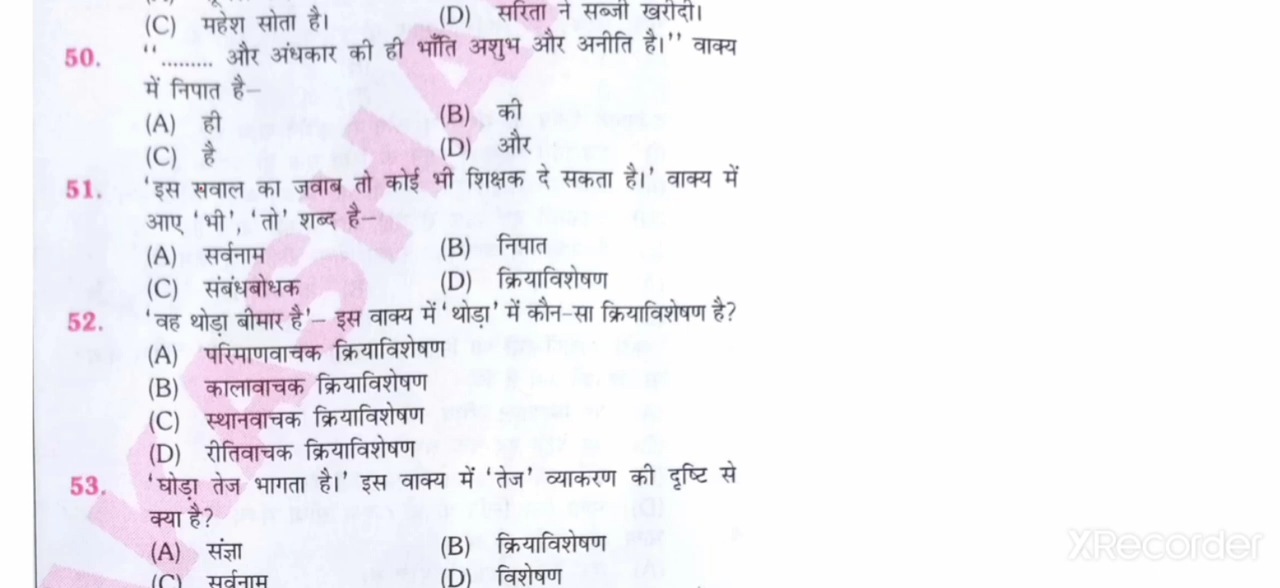 (C) महेश सोता है। (D) सरिता ने सब्जी खरीदी।
50. "......... और अंधकार की ही भाँति अशुभ और अनीति है।" वाक्य
में निपात है–
(A) ही (B) की
(C) है (D) और
51. 'इस सवाल का जवाब तो कोई भी शिक्षक दे सकता है।' वाक्य में
आए 'भी', 'तो' शब्द है–
(A) सर्वनाम (B) निपात
(C) संबंधबोधक (D) क्रियाविशेषण
52. 'वह थोड़ा बीमार है'– इस वाक्य में 'थोड़ा' में कौन-सा क्रियाविशेषण है?
(A) परिमाणवाचक क्रियाविशेषण
(B) कालावाचक क्रियाविशेषण
(C) स्थानवाचक क्रियाविशेषण
(D) रीतिवाचक क्रियाविशेषण
53. 'घोड़ा तेज भागता है।' इस वाक्य में 'तेज' व्याकरण की दृष्टि से
क्या है?
(A) संज्ञा (B) क्रियाविशेषण
(C) सर्वनाम (D) विशेषण
XRecorder